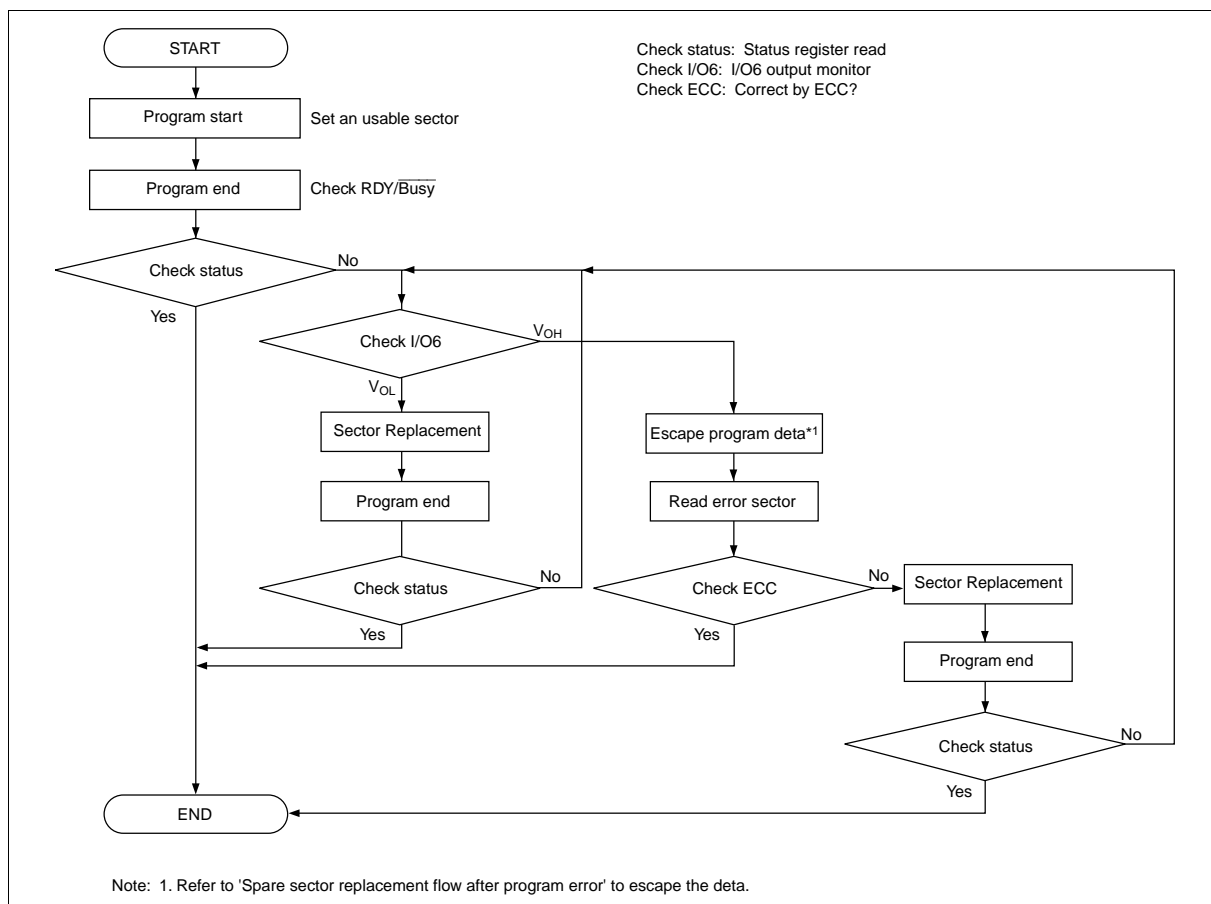 START
Check status: Status register read
Check I/O6: I/O6 output monitor
Check ECC: Correct by ECC?
Program start
Set an usable sector
Program end
Check RDY/Busy
Check status
No
Yes
Check I/O6
VOH
VOL
Sector Replacement
Escape program deta*1
Program end
Read error sector
Check status
No
Check ECC
No
Sector Replacement
Yes
Yes
Program end
Check status
No
Yes
END
Note: 1. Refer to 'Spare sector replacement flow after program error' to escape the deta.